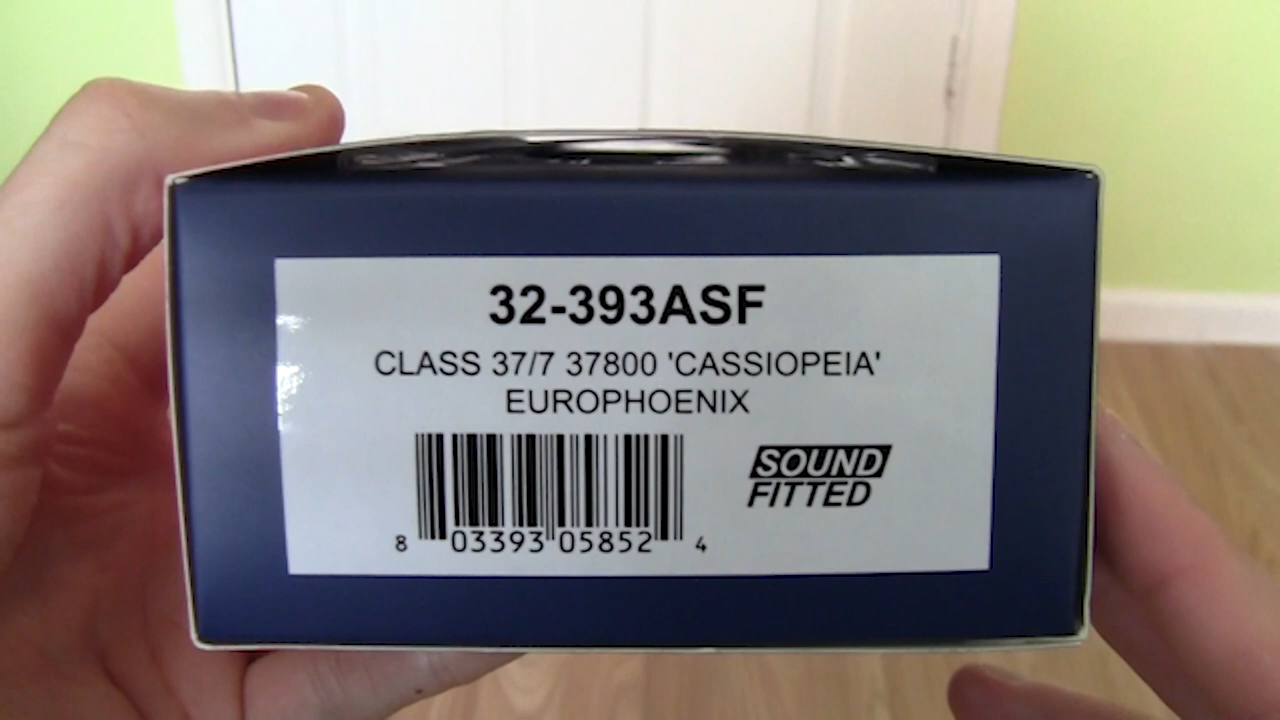 32-393ASF
CLASS 37/7 37800 'CASSIOPEIA'
EUROPHOENIX
SOUND
FITTED
8 03393 05852 4